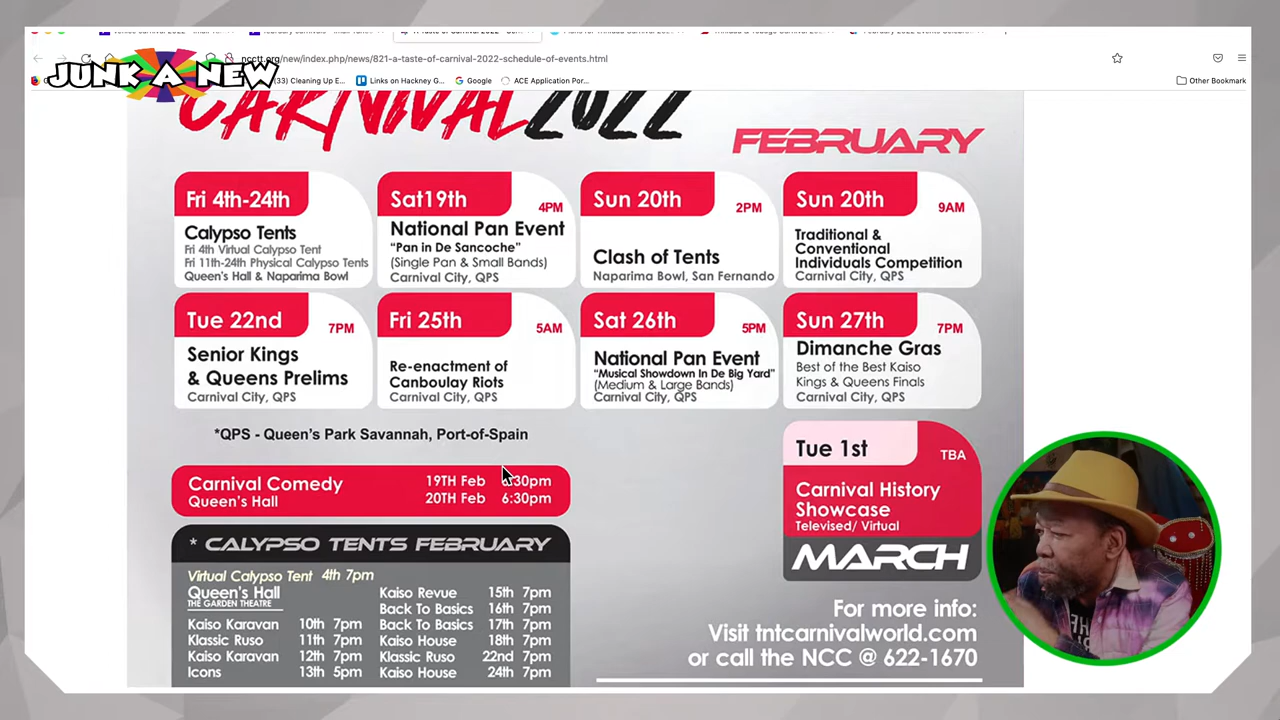 JUNK A NEW
ncctt.org/new/index.php/news/821-a-taste-of-carnival-2022-schedule-of-events.html
(33) Cleaning Up E...
Links on Hackney G...
Google
ACE Application Por...
Other Bookmark
CARNIVAL 2022
FEBRUARY
Fri 4th-24th
Calypso Tents
Fri 4th Virtual Calypso Tent
Fri 11th-24th Physical Calypso Tents
Queen's Hall & Naparima Bowl
Sat19th
4PM
National Pan Event
"Pan in De Sancoche"
(Single Pan & Small Bands)
Carnival City, QPS
Sun 20th
2PM
Clash of Tents
Naparima Bowl, San Fernando
Sun 20th
9AM
Traditional &
Conventional
Individuals Competition
Carnival City, QPS
Tue 22nd
7PM
Senior Kings
& Queens Prelims
Carnival City, QPS
Fri 25th
5AM
Re-enactment of
Canboulay Riots
Carnival City, QPS
Sat 26th
5PM
National Pan Event
"Musical Showdown In De Big Yard"
(Medium & Large Bands)
Carnival City, QPS
Sun 27th
7PM
Dimanche Gras
Best of the Best Kaiso
Kings & Queens Finals
Carnival City, QPS
*QPS - Queen's Park Savannah, Port-of-Spain
Carnival Comedy
Queen's Hall
19TH Feb :30pm
20TH Feb 6:30pm
* CALYPSO TENTS FEBRUARY
Virtual Calypso Tent 4th 7pm
Queen's Hall
THE GARDEN THEATRE
Kaiso Karavan 10th 7pm
Klassic Ruso 11th 7pm
Kaiso Karavan 12th 7pm
Icons 13th 5pm
Kaiso Revue 15th 7pm
Back To Basics 16th 7pm
Back To Basics 17th 7pm
Kaiso House 18th 7pm
Klassic Ruso 22nd 7pm
Kaiso House 24th 7pm
Tue 1st
TBA
Carnival History
Showcase
Televised/ Virtual
MARCH
For more info:
Visit tntcarnivalworld.com
or call the NCC @ 622-1670